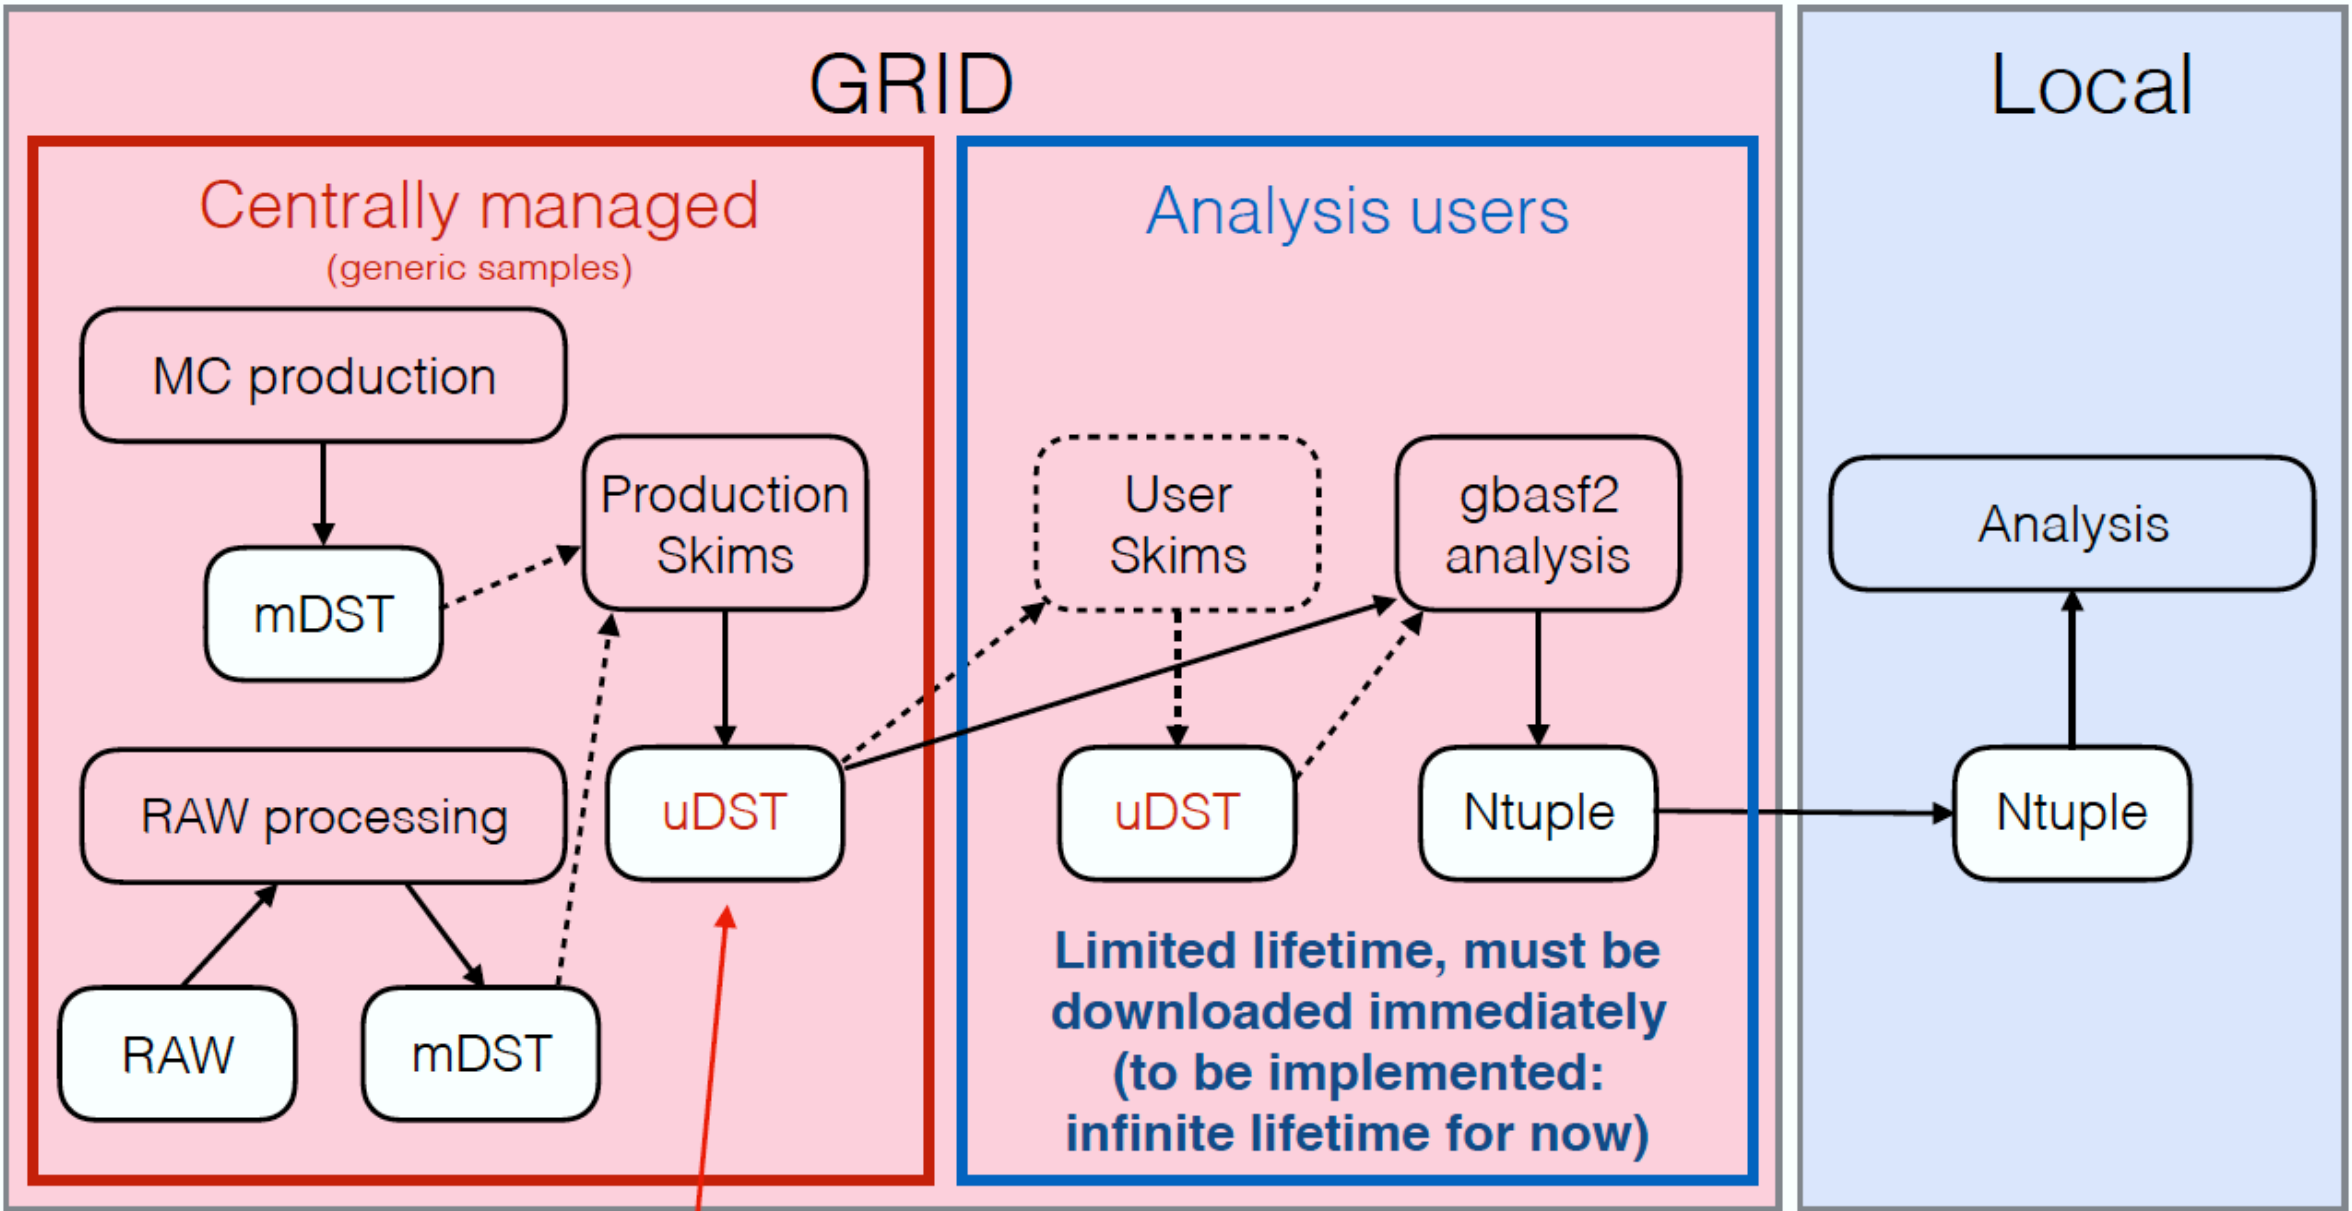 GRID
Centrally managed
(generic samples)
MC production
mDST
Production
Skims
RAW processing
uDST
RAW
mDST
Analysis users
User
Skims
gbasf2
analysis
uDST
Ntuple
Limited lifetime, must be
downloaded immediately
(to be implemented:
infinite lifetime for now)
Local
Analysis
Ntuple